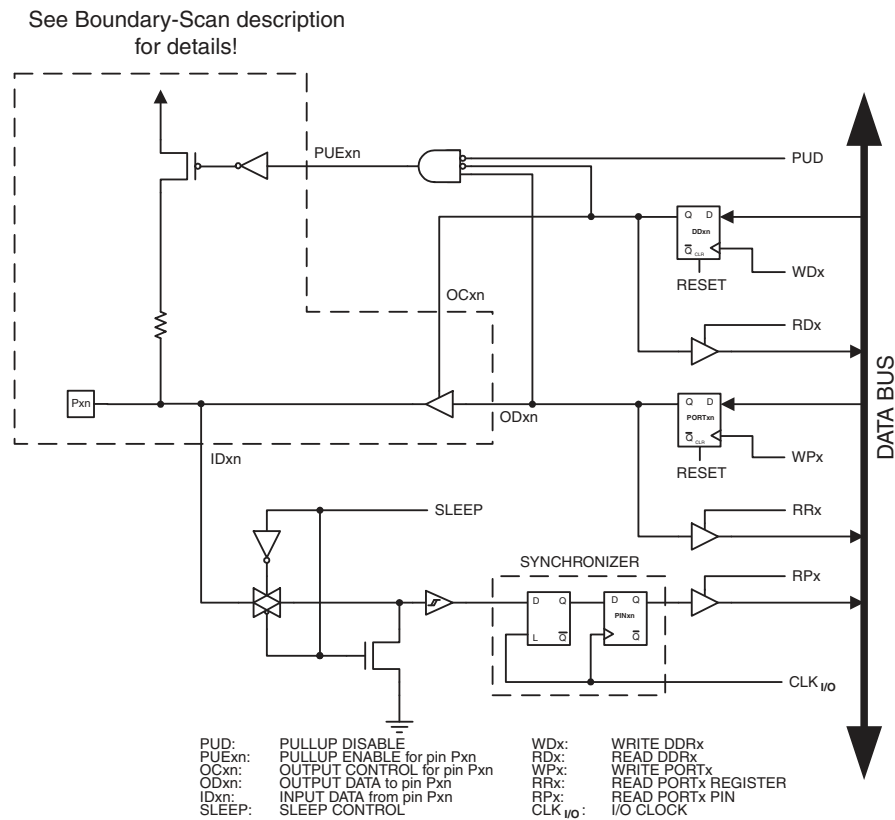 See Boundary-Scan description
for details!
PUExn
PUD
Q D
DDxn
Q CLR
WDx
RESET
OCxn
RDx
Pxn
ODxn
Q D
PORTxn
Q CLR
WPx
RESET
IDxn
SLEEP
RRx
SYNCHRONIZER
RPx
D Q
L Q
D Q
PINxn
Q
CLK I/O
DATA BUS
PUD: PULLUP DISABLE
PUExn: PULLUP ENABLE for pin Pxn
OCxn: OUTPUT CONTROL for pin Pxn
ODxn: OUTPUT DATA to pin Pxn
IDxn: INPUT DATA from pin Pxn
SLEEP: SLEEP CONTROL
WDx: WRITE DDRx
RDx: READ DDRx
WPx: WRITE PORTx
RRx: READ PORTx REGISTER
RPx: READ PORTx PIN
CLK I/O: I/O CLOCK